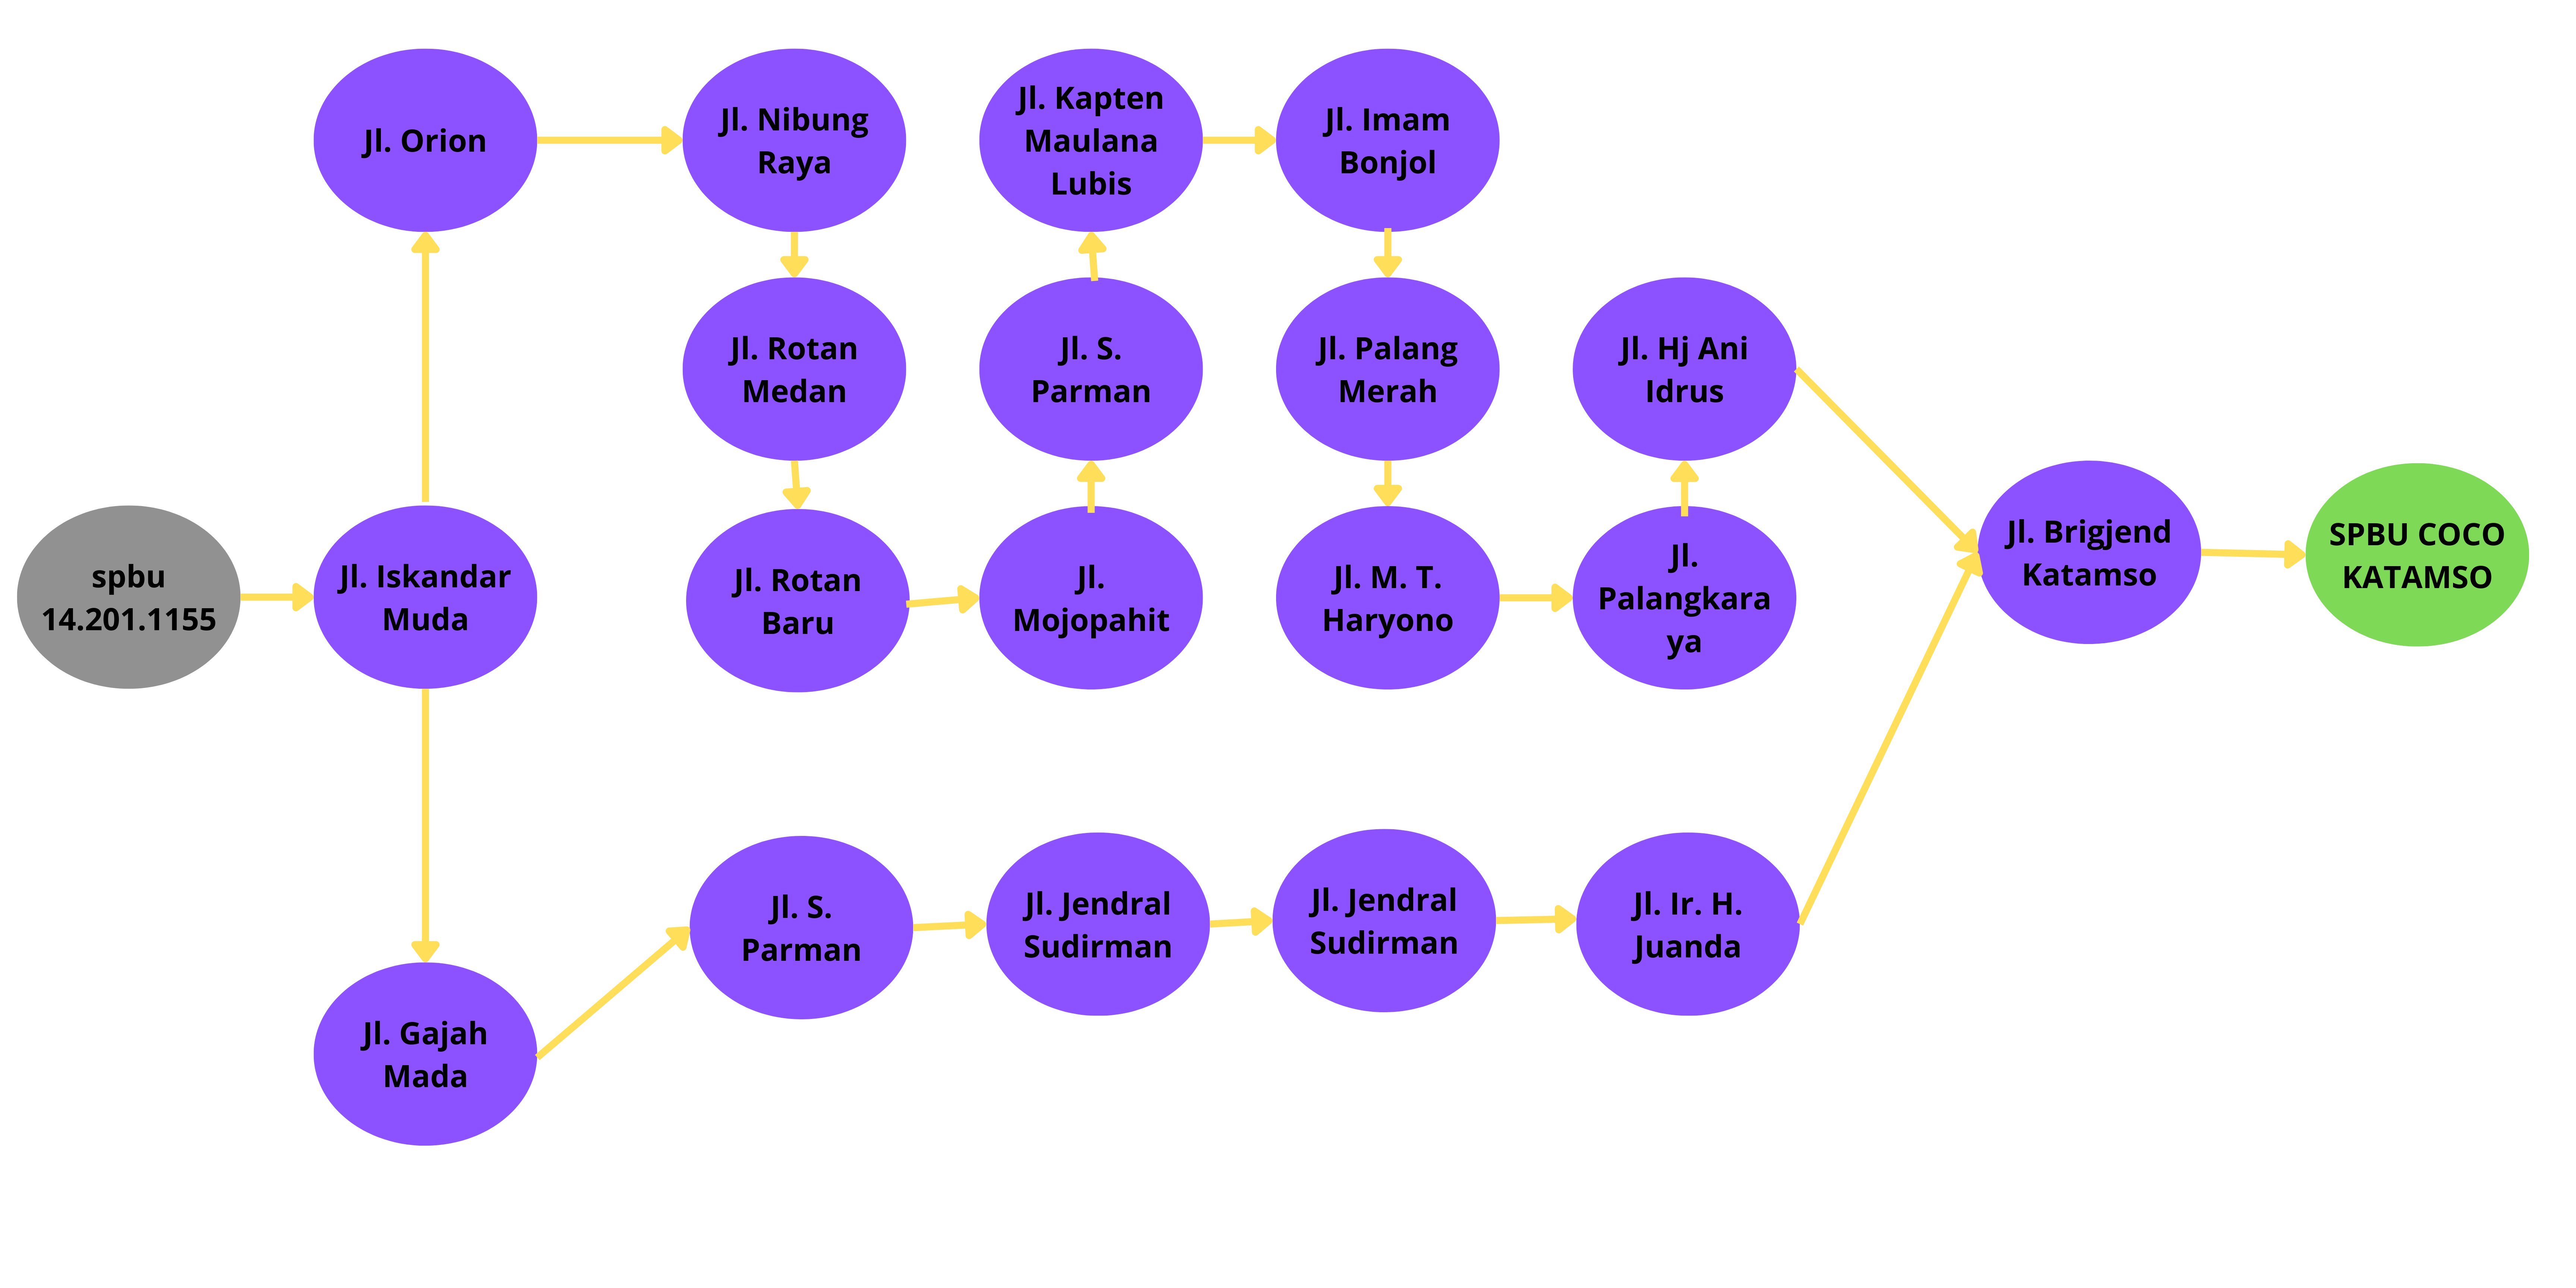 Jl. Orion
Jl. Nibung
Raya
Jl. Kapten
Maulana
Lubis
Jl. Imam
Bonjol
Jl. Rotan
Medan
Jl. S.
Parman
Jl. Palang
Merah
Jl. Hj Ani
Idrus
spbu
14.201.1155
Jl. Iskandar
Muda
Jl. Rotan
Baru
Jl.
Mojopahit
Jl. M. T.
Haryono
Jl.
Palangkara
ya
Jl. Brigjend
Katamso
SPBU COCO
KATAMSO
Jl. Gajah
Mada
Jl. S.
Parman
Jl. Jendral
Sudirman
Jl. Jendral
Sudirman
Jl. Ir. H.
Juanda